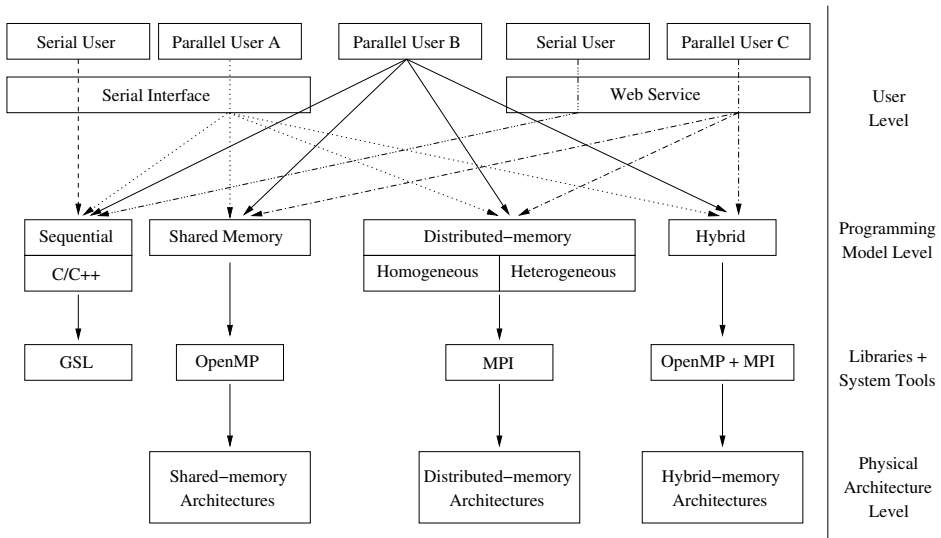 Serial User
Parallel User A
Parallel User B
Serial User
Parallel User C
Serial Interface
Web Service
User
Level
Sequential
Shared Memory
Distributed−memory
Hybrid
C/C++
Homogeneous
Heterogeneous
Programming
Model Level
GSL
OpenMP
MPI
OpenMP + MPI
Libraries +
System Tools
Shared−memory
Architectures
Distributed−memory
Architectures
Hybrid−memory
Architectures
Physical
Architecture
Level